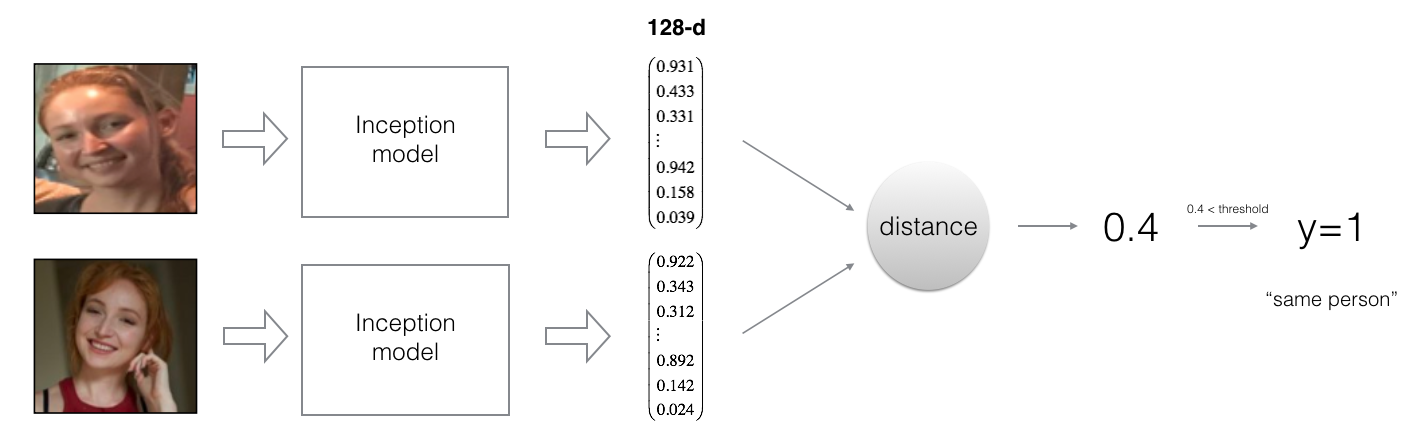 128-d
0.931
0.433
0.331
⋮
0.942
0.158
0.039
Inception
model
0.922
0.343
0.312
⋮
0.892
0.142
0.024
Inception
model
distance
0.4
0.4 < threshold
y=1
“same person”